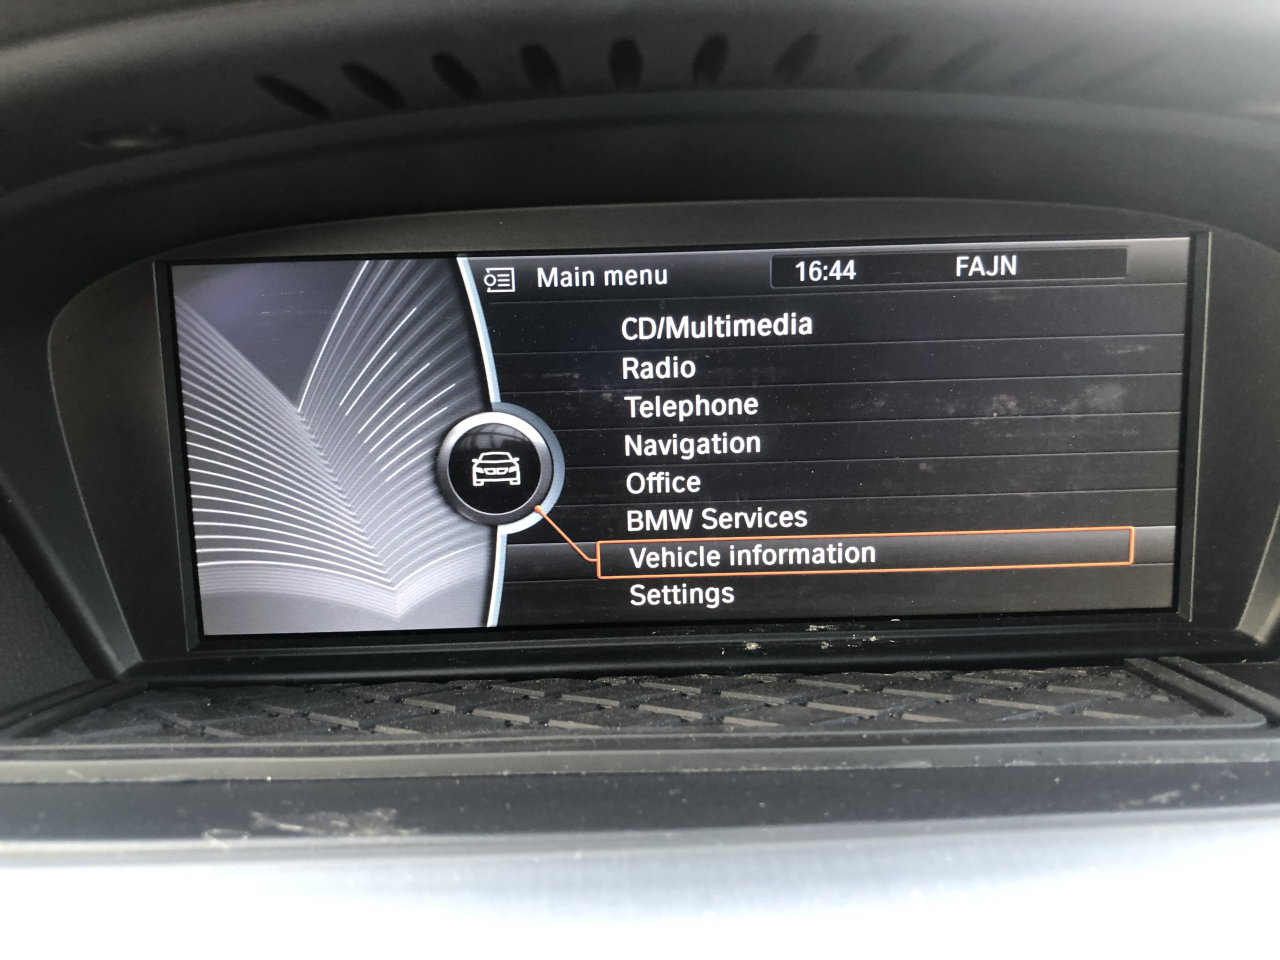 Main menu 16:44 FAJN
CD/Multimedia
Radio
Telephone
Navigation
Office
BMW Services
Vehicle information
Settings